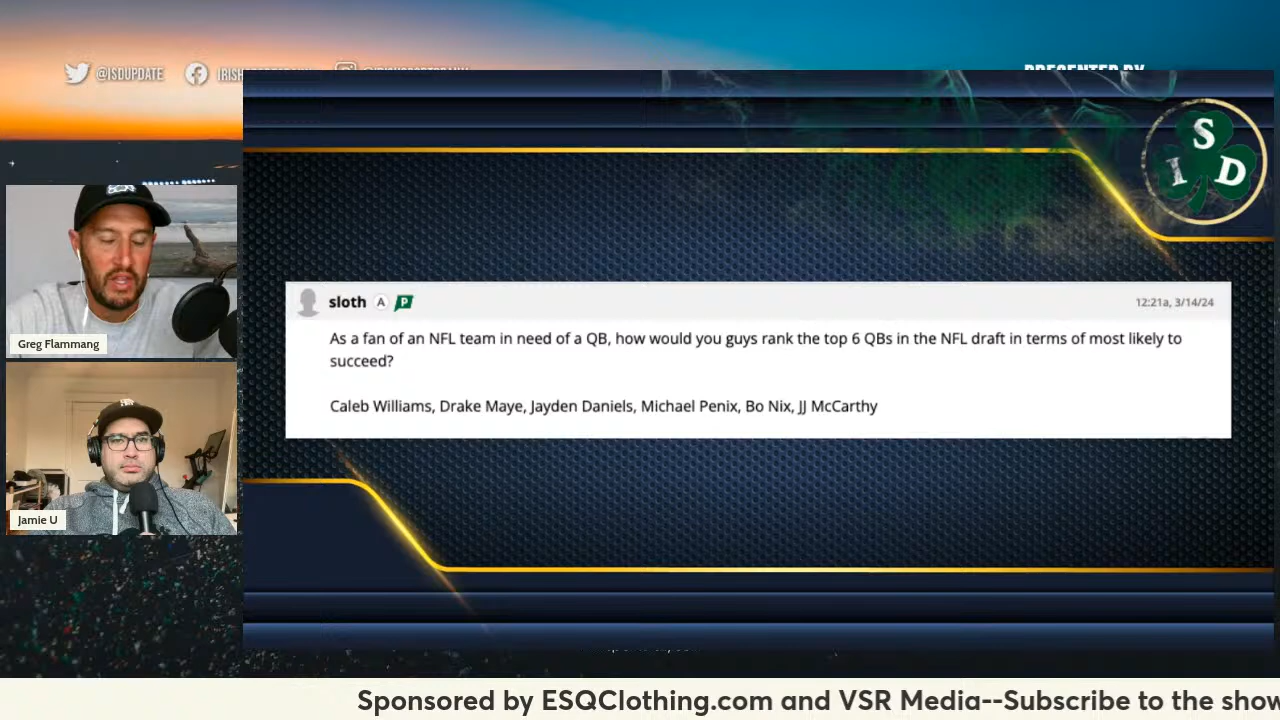 @ISDUPDATE
IRISH
PRESENTED BY
I S D
Greg Flammang
Jamie U
sloth A P
12:21a, 3/14/24
As a fan of an NFL team in need of a QB, how would you guys rank the top 6 QBs in the NFL draft in terms of most likely to
succeed?
Caleb Williams, Drake Maye, Jayden Daniels, Michael Penix, Bo Nix, JJ McCarthy
Sponsored by ESQClothing.com and VSR Media--Subscribe to the show